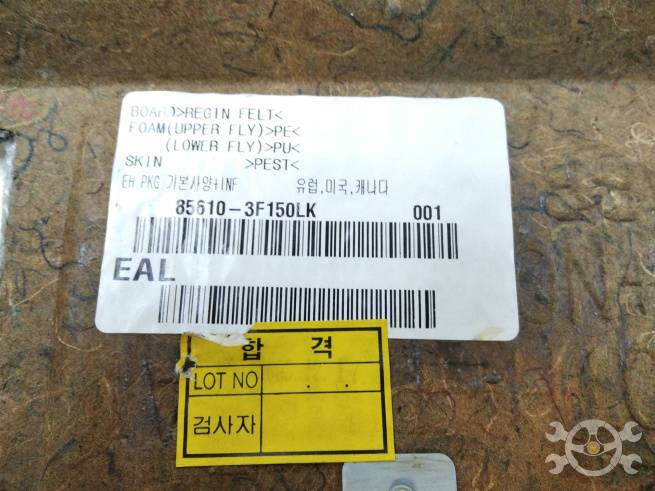 BOARD>REGIN FELT<
FOAM(UPPER FLY)>PE<
(LOWER FLY)>PU<
SKIN >PEST<
EH PKG 기본사양+INF 유럽,미국,캐나다
85610-3F150LK 001
EAL
합 격
LOT NO
검사자